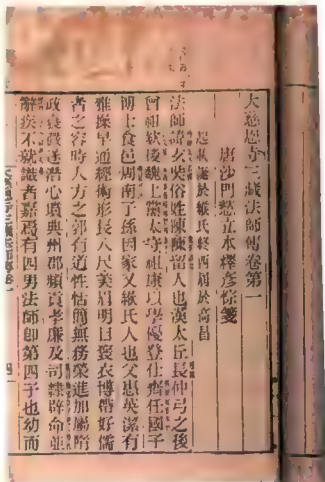 大慈恩寺三藏法師傳卷第一
唐沙門慧立本釋彥悰箋
起載誕於緱氏終西屆於高昌
法師諱玄奘俗姓陳陳留人也漢太丘長仲弓之後
曾祖欽後魏上黨太守祖康以學優登仕齊任國子
博士食邑周南子孫因家又緱氏人也父惠英潔有
雅操早通經術形長八尺美眉明目褒衣博帶好儒
者之容時人方之郭有道性恬簡無務榮進加屬隋
政衰微遂潛心墳典州郡頻貢孝廉及司隸辟命並
辭疾不就識者嘉焉有四男法師即第四子也幼而